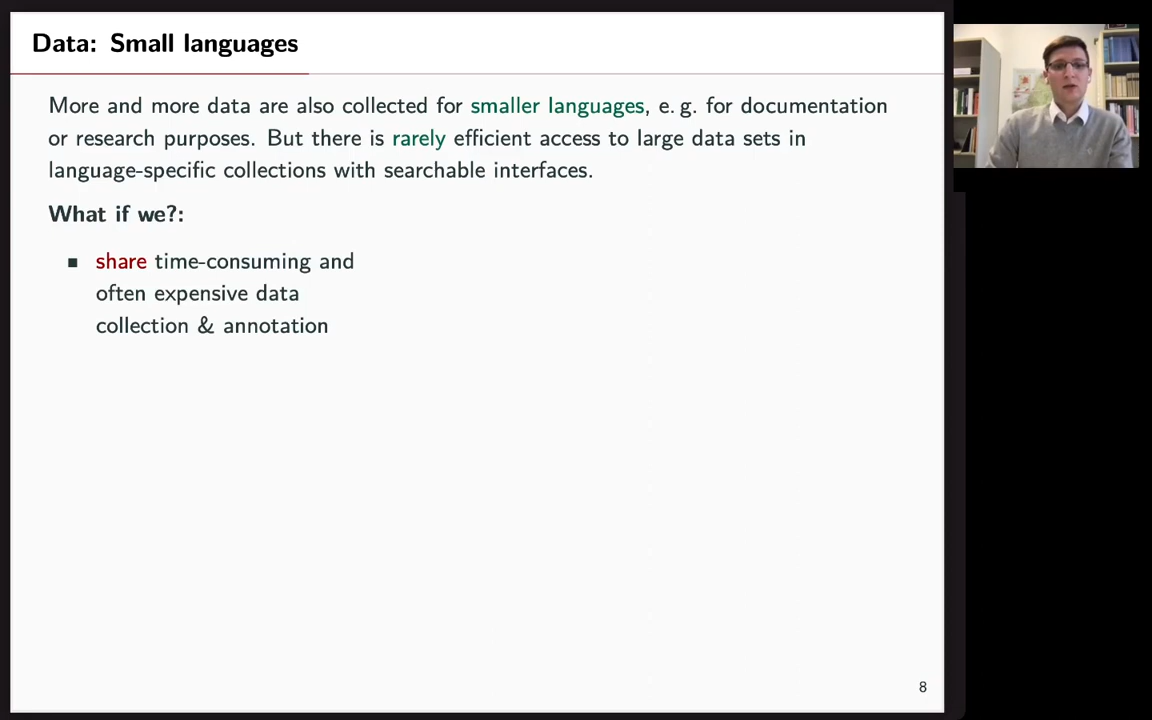 Data: Small languages
More and more data are also collected for smaller languages, e. g. for documentation
or research purposes. But there is rarely efficient access to large data sets in
language-specific collections with searchable interfaces.
What if we?:
■ share time-consuming and
often expensive data
collection & annotation
8